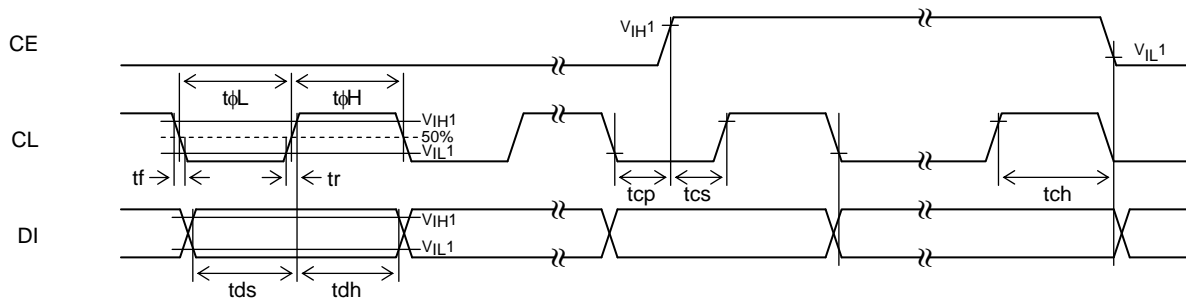 CE
VIH1
VIL1
tϕL
tϕH
CL
VIH1
50%
VIL1
tf
tr
tcp
tcs
tch
DI
VIH1
VIL1
tds
tdh